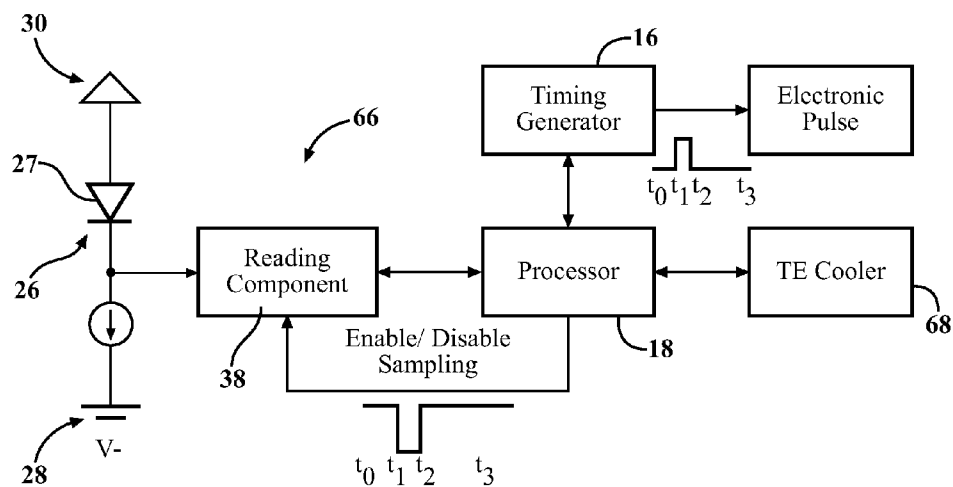 30
16
Timing
Generator
Electronic
Pulse
66
27
t0 t1 t2 t3
26
Reading
Component
Processor
TE Cooler
68
Enable/ Disable
Sampling
38
18
28
V-
t0 t1 t2 t3